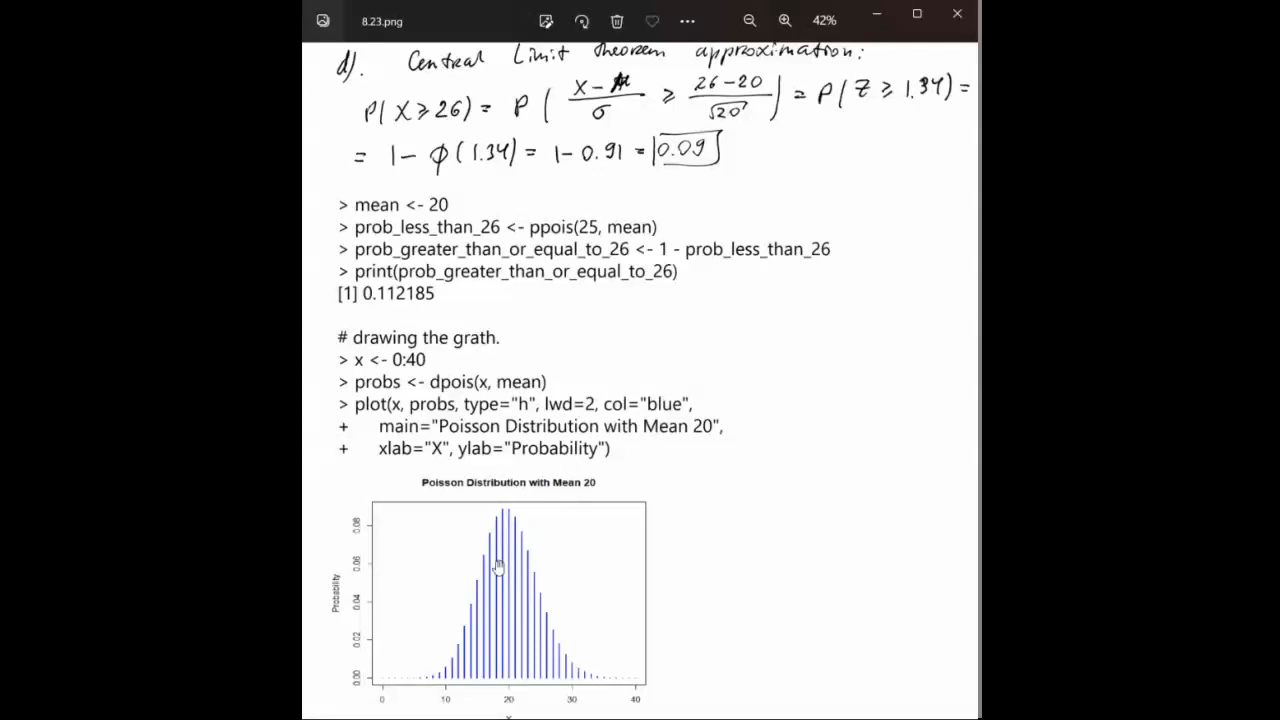 8.23.png
42%
d). Central Limit theorem approximation:
P(X ≥ 26) = P( (X - μ)/σ ≥ (26-20)/√20 ) = P(Z ≥ 1.34) =
= 1 - φ(1.34) = 1 - 0.91 = 0.09
> mean <- 20
> prob_less_than_26 <- ppois(25, mean)
> prob_greater_than_or_equal_to_26 <- 1 - prob_less_than_26
> print(prob_greater_than_or_equal_to_26)
[1] 0.112185
# drawing the grath.
> x <- 0:40
> probs <- dpois(x, mean)
> plot(x, probs, type="h", lwd=2, col="blue",
+ main="Poisson Distribution with Mean 20",
+ xlab="X", ylab="Probability")
Poisson Distribution with Mean 20
Probability
0.08
0.06
0.04
0.02
0.00
0 10 20 30 40